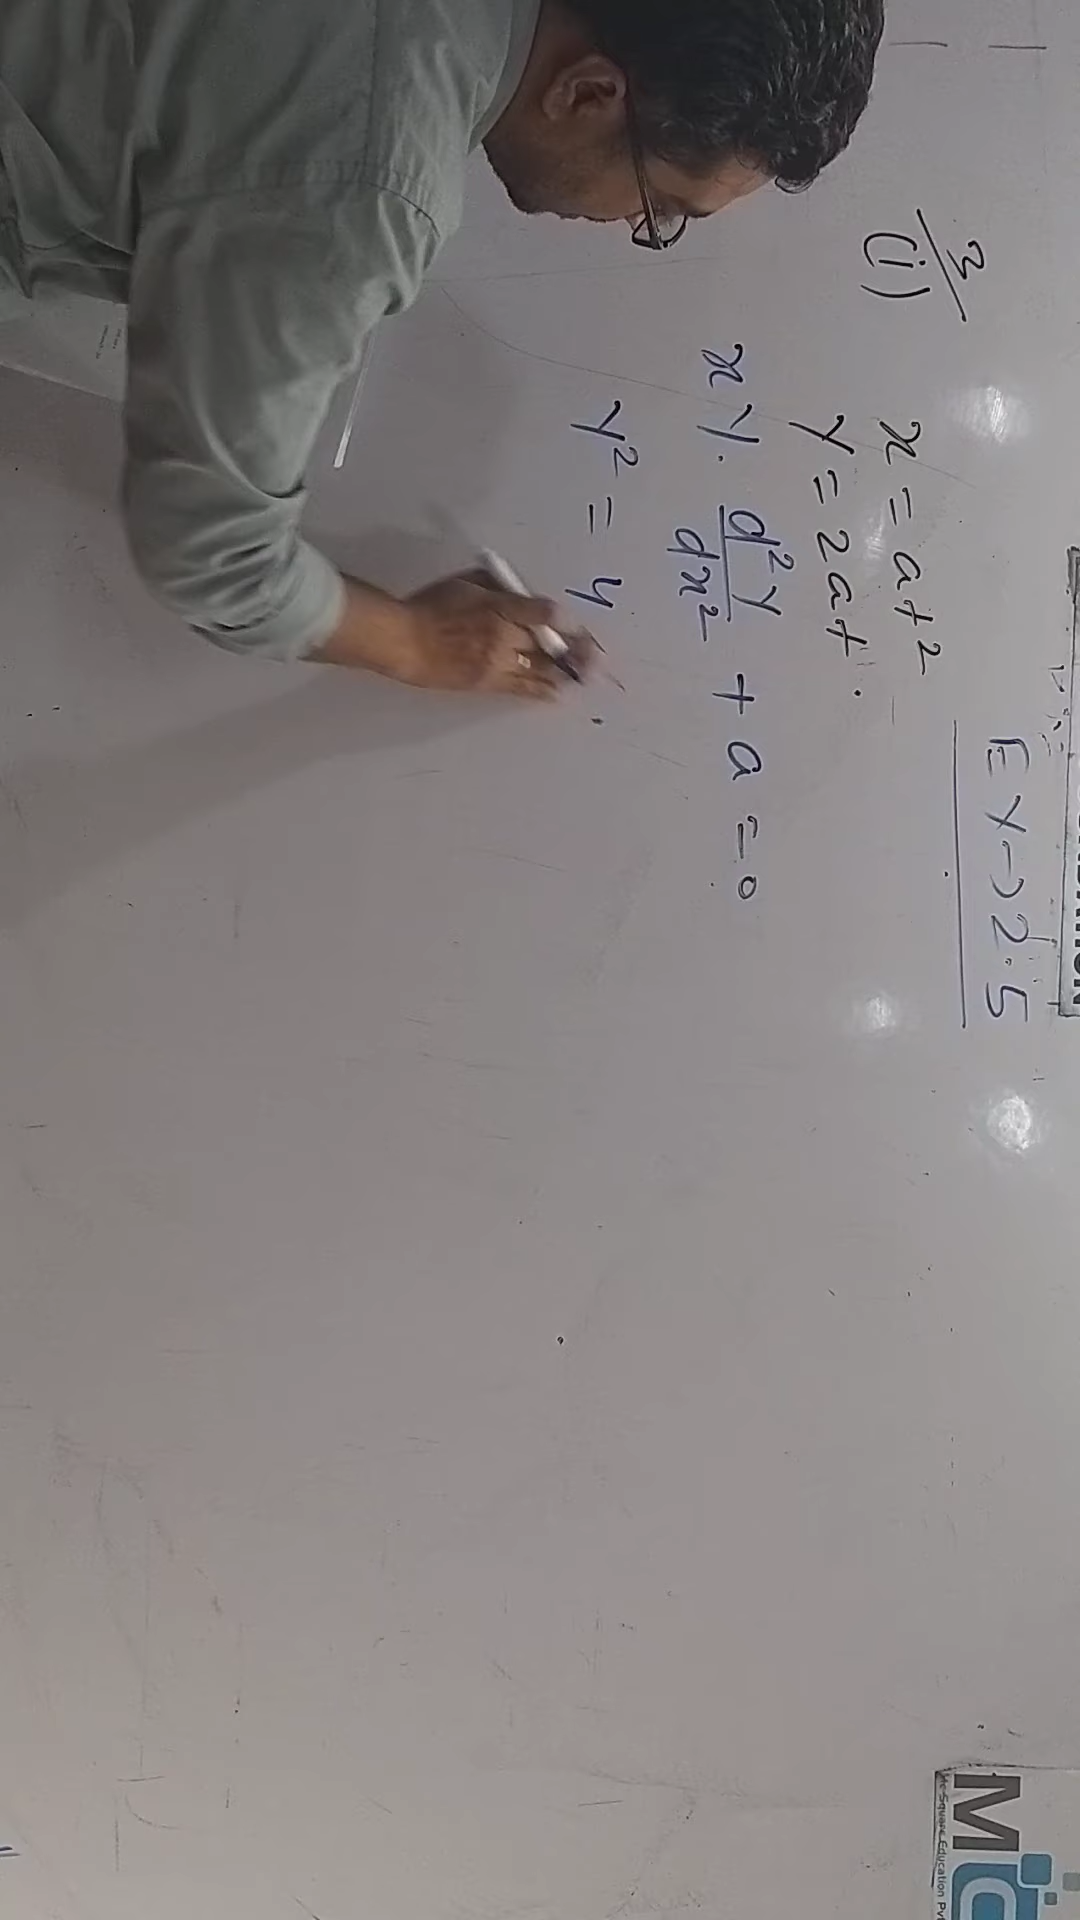 Ex→2.5
3
(i)
x = at²
y = 2at.
xy. d²y/dx² + a = 0
y² = 4